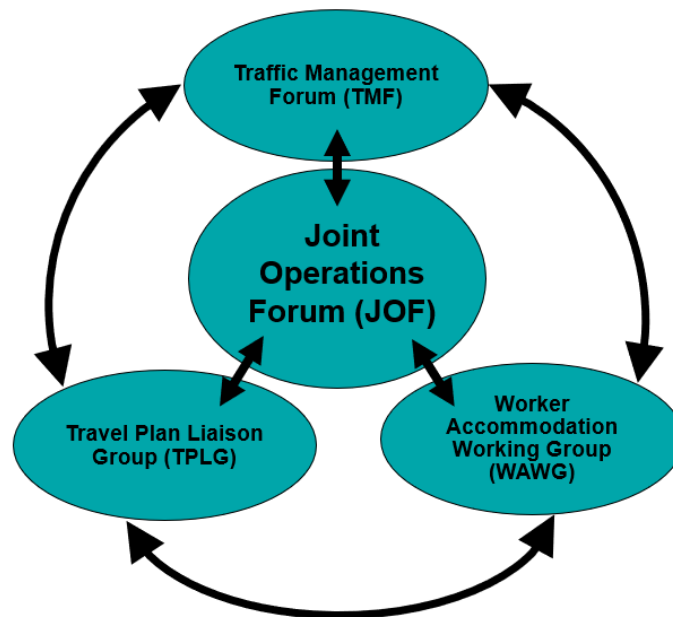 Traffic Management
Forum (TMF)
Joint
Operations
Forum (JOF)
Travel Plan Liaison
Group (TPLG)
Worker
Accommodation
Working Group
(WAWG)